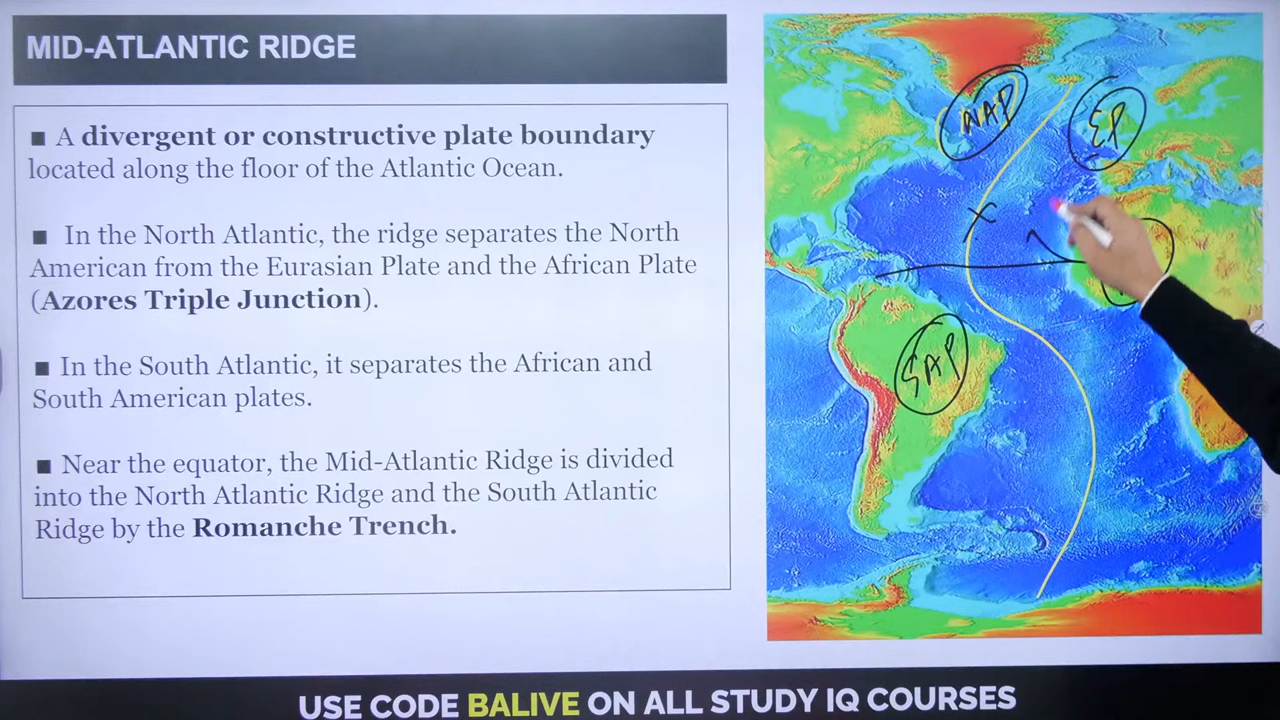 MID-ATLANTIC RIDGE
■ A divergent or constructive plate boundary
located along the floor of the Atlantic Ocean.
■ In the North Atlantic, the ridge separates the North
American from the Eurasian Plate and the African Plate
(Azores Triple Junction).
■ In the South Atlantic, it separates the African and
South American plates.
■ Near the equator, the Mid-Atlantic Ridge is divided
into the North Atlantic Ridge and the South Atlantic
Ridge by the Romanche Trench.
NAP
EP
X
SAP
USE CODE BALIVE ON ALL STUDY IQ COURSES